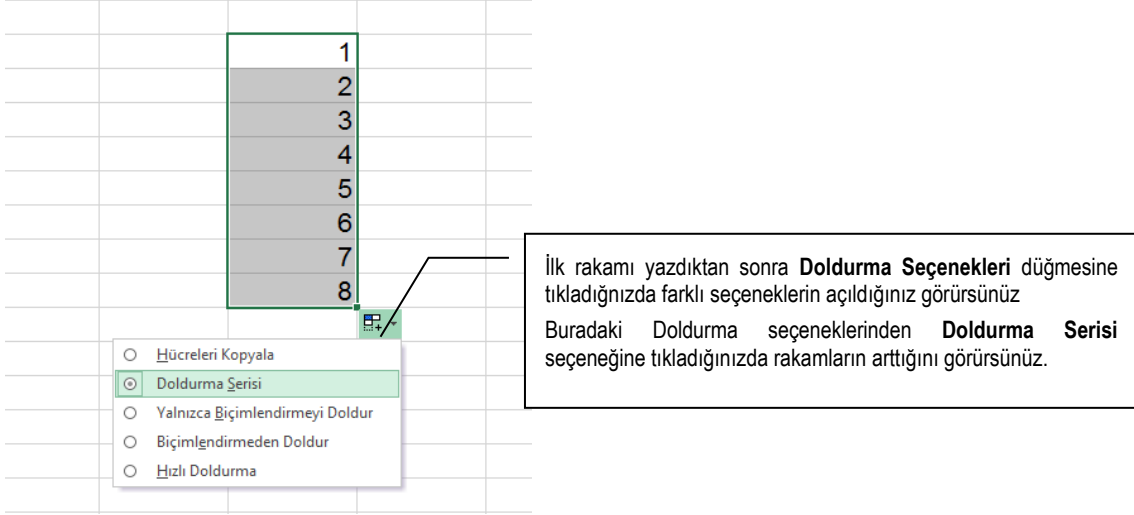 1
2
3
4
5
6
7
8
Hücreleri Kopyala
Doldurma Serisi
Yalnızca Biçimlendirmeyi Doldur
Biçimlendirmeden Doldur
Hızlı Doldurma
İlk rakamı yazdıktan sonra Doldurma Seçenekleri düğmesine
tıkladığnızda farklı seçeneklerin açıldığınız görürsünüz
Buradaki Doldurma seçeneklerinden Doldurma Serisi
seçeneğine tıkladığınızda rakamların arttığını görürsünüz.